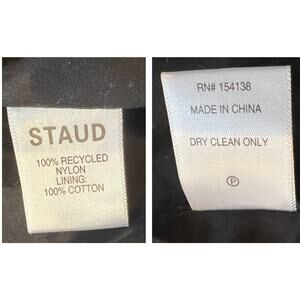 STAUD
100% RECYCLED
NYLON
LINING:
100% COTTON
RN# 154138
MADE IN CHINA
DRY CLEAN ONLY
P